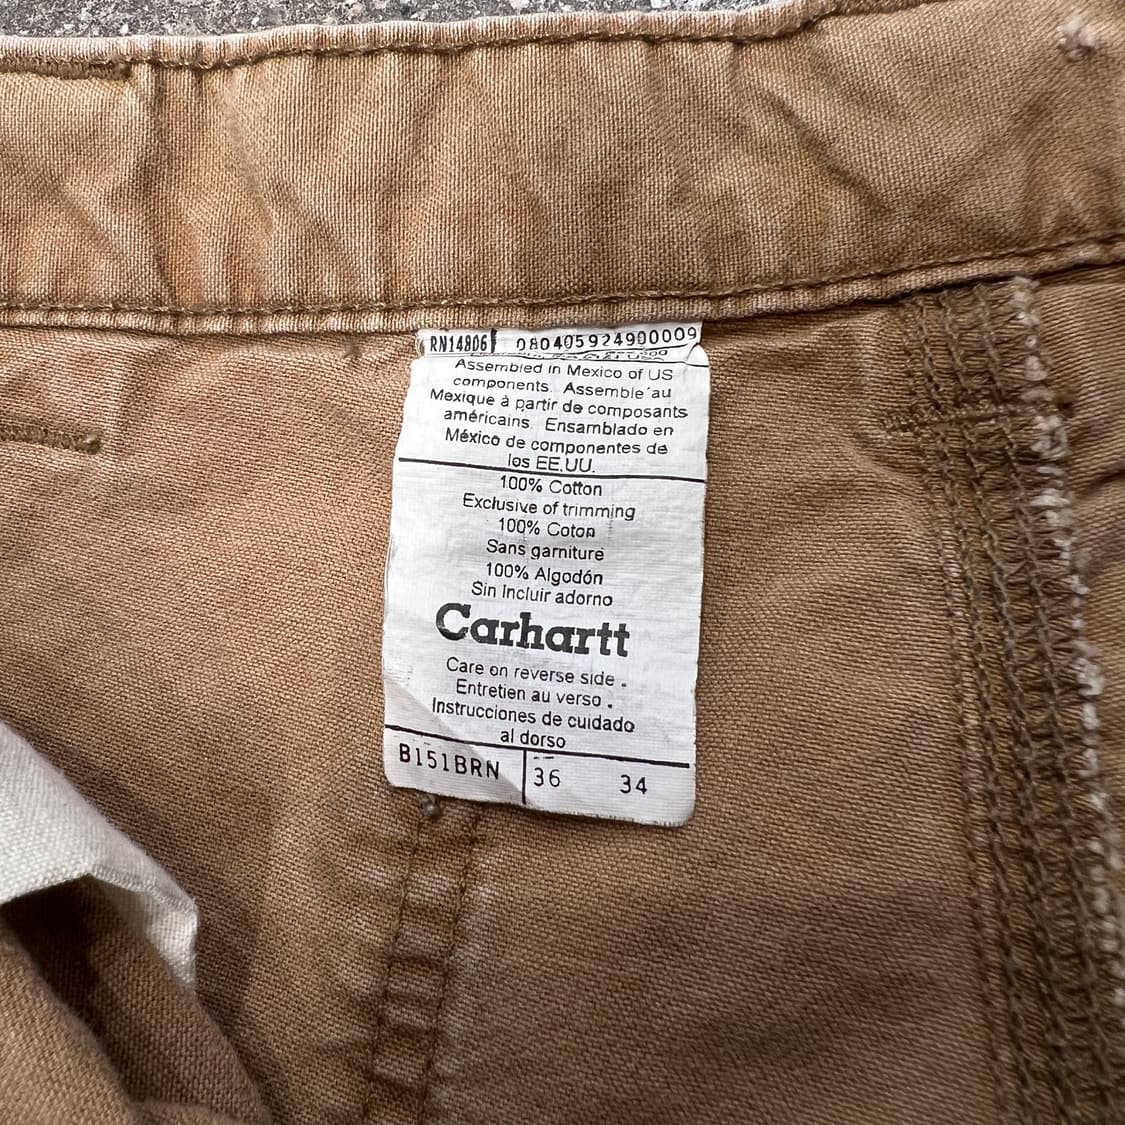 RN14806 080405924900009
Assembled in Mexico of US
components. Assemble´au
Mexique à partir de composants
américains. Ensamblado en
México de componentes de
los EE.UU.
100% Cotton
Exclusive of trimming
100% Coton
Sans garniture
100% Algodón
Sin Incluir adorno
Carhartt
Care on reverse side .
Entretien au verso .
Instrucciones de cuidado
al dorso
B151BRN 36 34